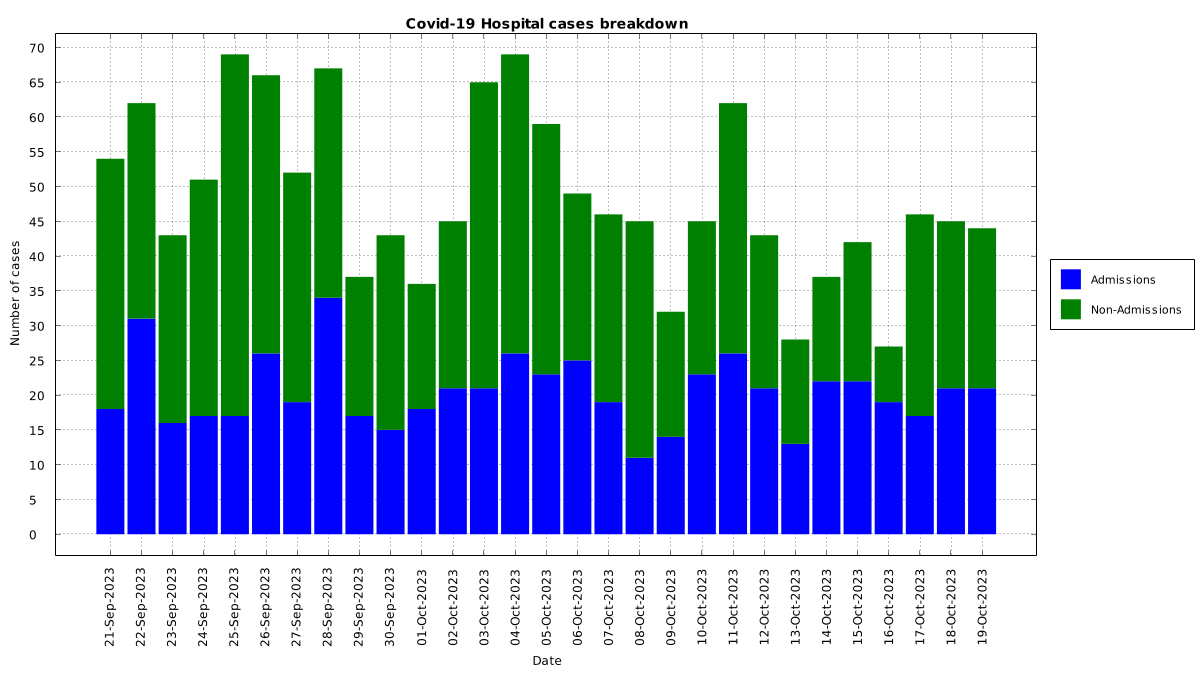 Covid-19 Hospital cases breakdown
70
65
60
55
50
45
40
35
30
25
20
15
10
5
0
Number of cases
21-Sep-2023
22-Sep-2023
23-Sep-2023
24-Sep-2023
25-Sep-2023
26-Sep-2023
27-Sep-2023
28-Sep-2023
29-Sep-2023
30-Sep-2023
01-Oct-2023
02-Oct-2023
03-Oct-2023
04-Oct-2023
05-Oct-2023
06-Oct-2023
07-Oct-2023
08-Oct-2023
09-Oct-2023
10-Oct-2023
11-Oct-2023
12-Oct-2023
13-Oct-2023
14-Oct-2023
15-Oct-2023
16-Oct-2023
17-Oct-2023
18-Oct-2023
19-Oct-2023
Date
Admissions
Non-Admissions